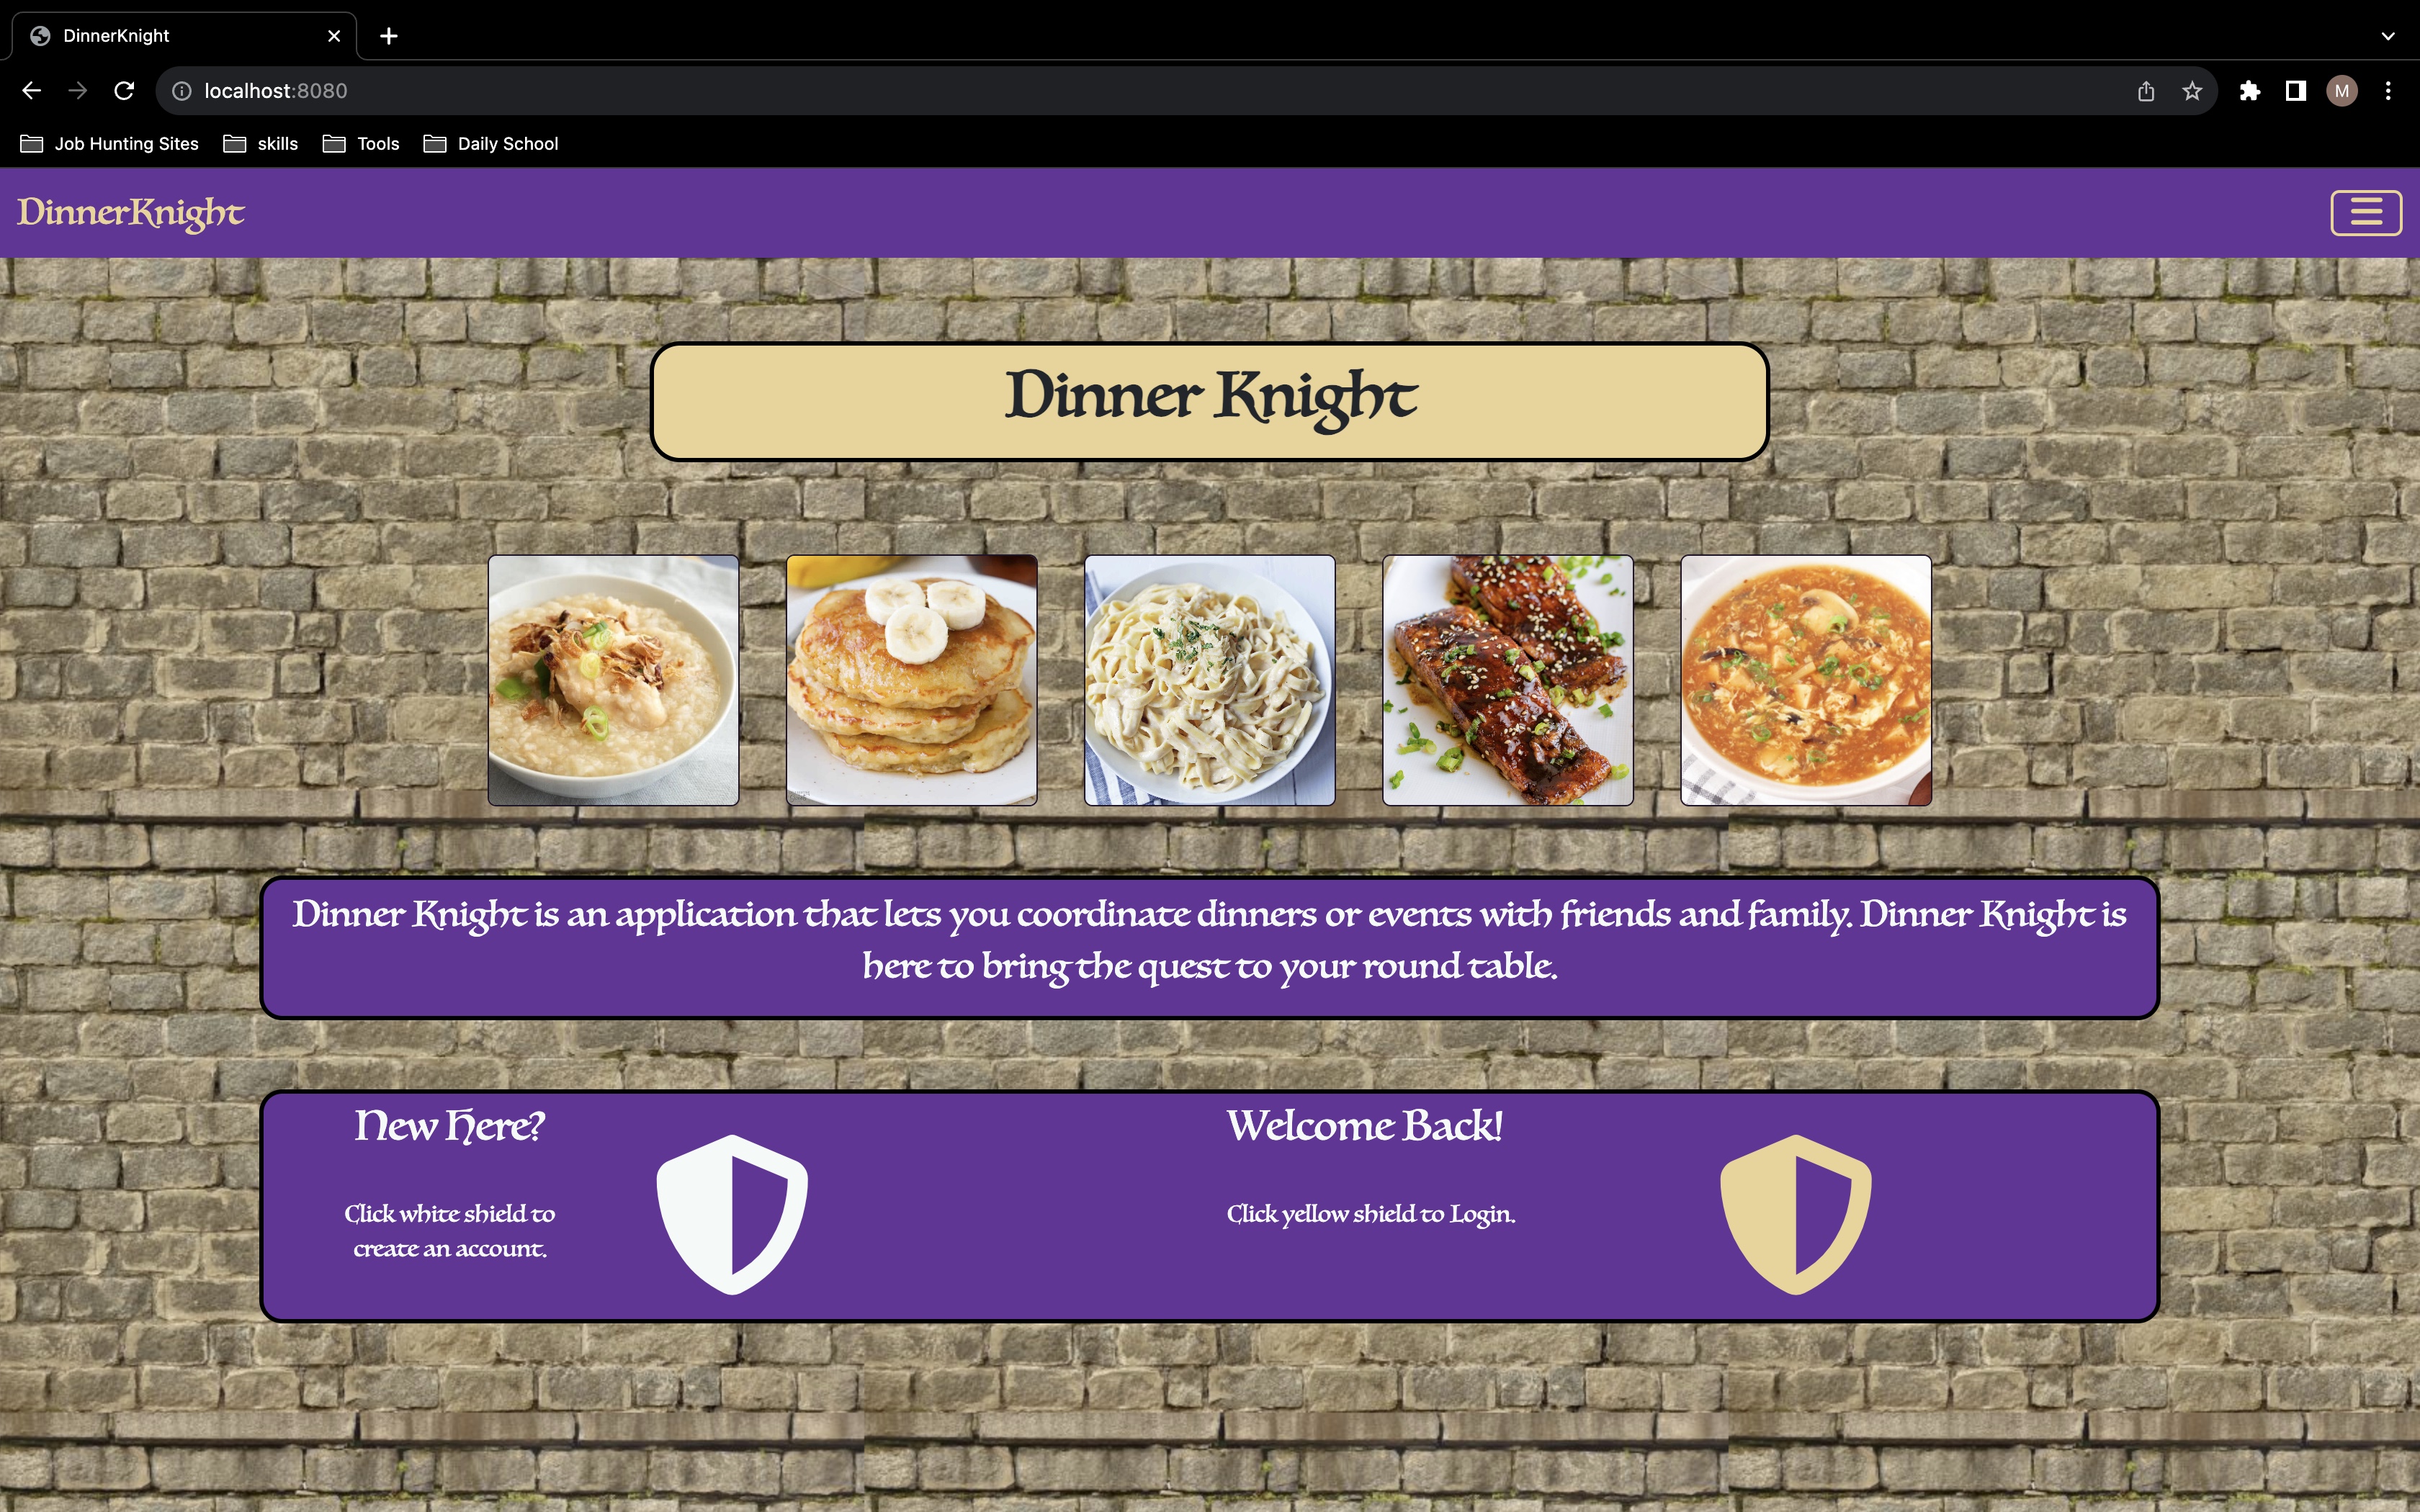 DinnerKnight
localhost:8080
M
Job Hunting Sites
skills
Tools
Daily School
DinnerKnight
Dinner Knight
Dinner Knight is an application that lets you coordinate dinners or events with friends and family. Dinner Knight is
here to bring the quest to your round table.
New Here?
Click white shield to
create an account.
Welcome Back!
Click yellow shield to Login.